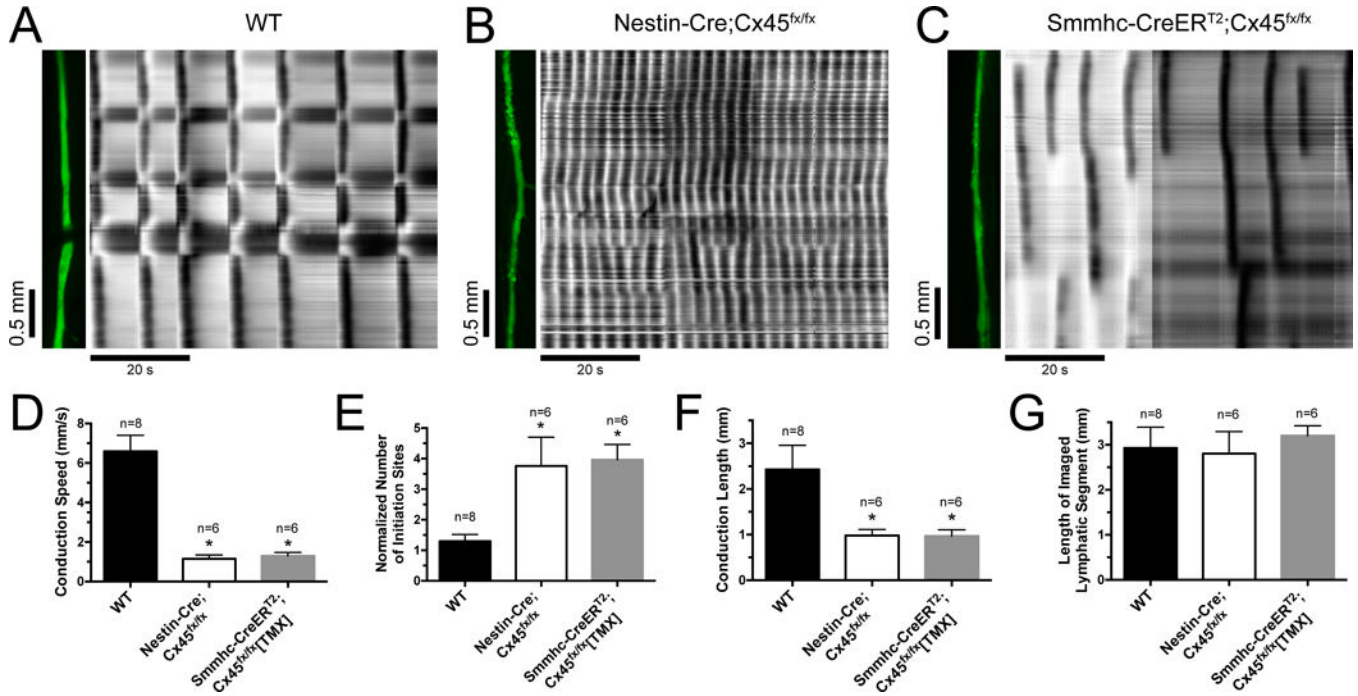 A
WT
0.5 mm
20 s
B
Nestin-Cre;Cx45fx/fx
0.5 mm
20 s
C
Smmhc-CreERT2;Cx45fx/fx
0.5 mm
20 s
D
Conduction Speed (mm/s)
8
6
4
2
0
n=8
n=6
*
n=6
*
WT
Nestin-Cre;
Cx45fx/fx
Smmhc-CreERT2;
Cx45fx/fx[TMX]
E
Normalized Number
of Initiation Sites
5
4
3
2
1
0
n=8
n=6
*
n=6
*
WT
Nestin-Cre;
Cx45fx/fx
Smmhc-CreERT2;
Cx45fx/fx[TMX]
F
Conduction Length (mm)
3
2
1
0
n=8
n=6
*
n=6
*
WT
Nestin-Cre;
Cx45fx/fx
Smmhc-CreERT2;
Cx45fx/fx[TMX]
G
Length of Imaged
Lymphatic Segment (mm)
3
2
1
0
n=8
n=6
n=6
WT
Nestin-Cre;
Cx45fx/fx
Smmhc-CreERT2;
Cx45fx/fx[TMX]